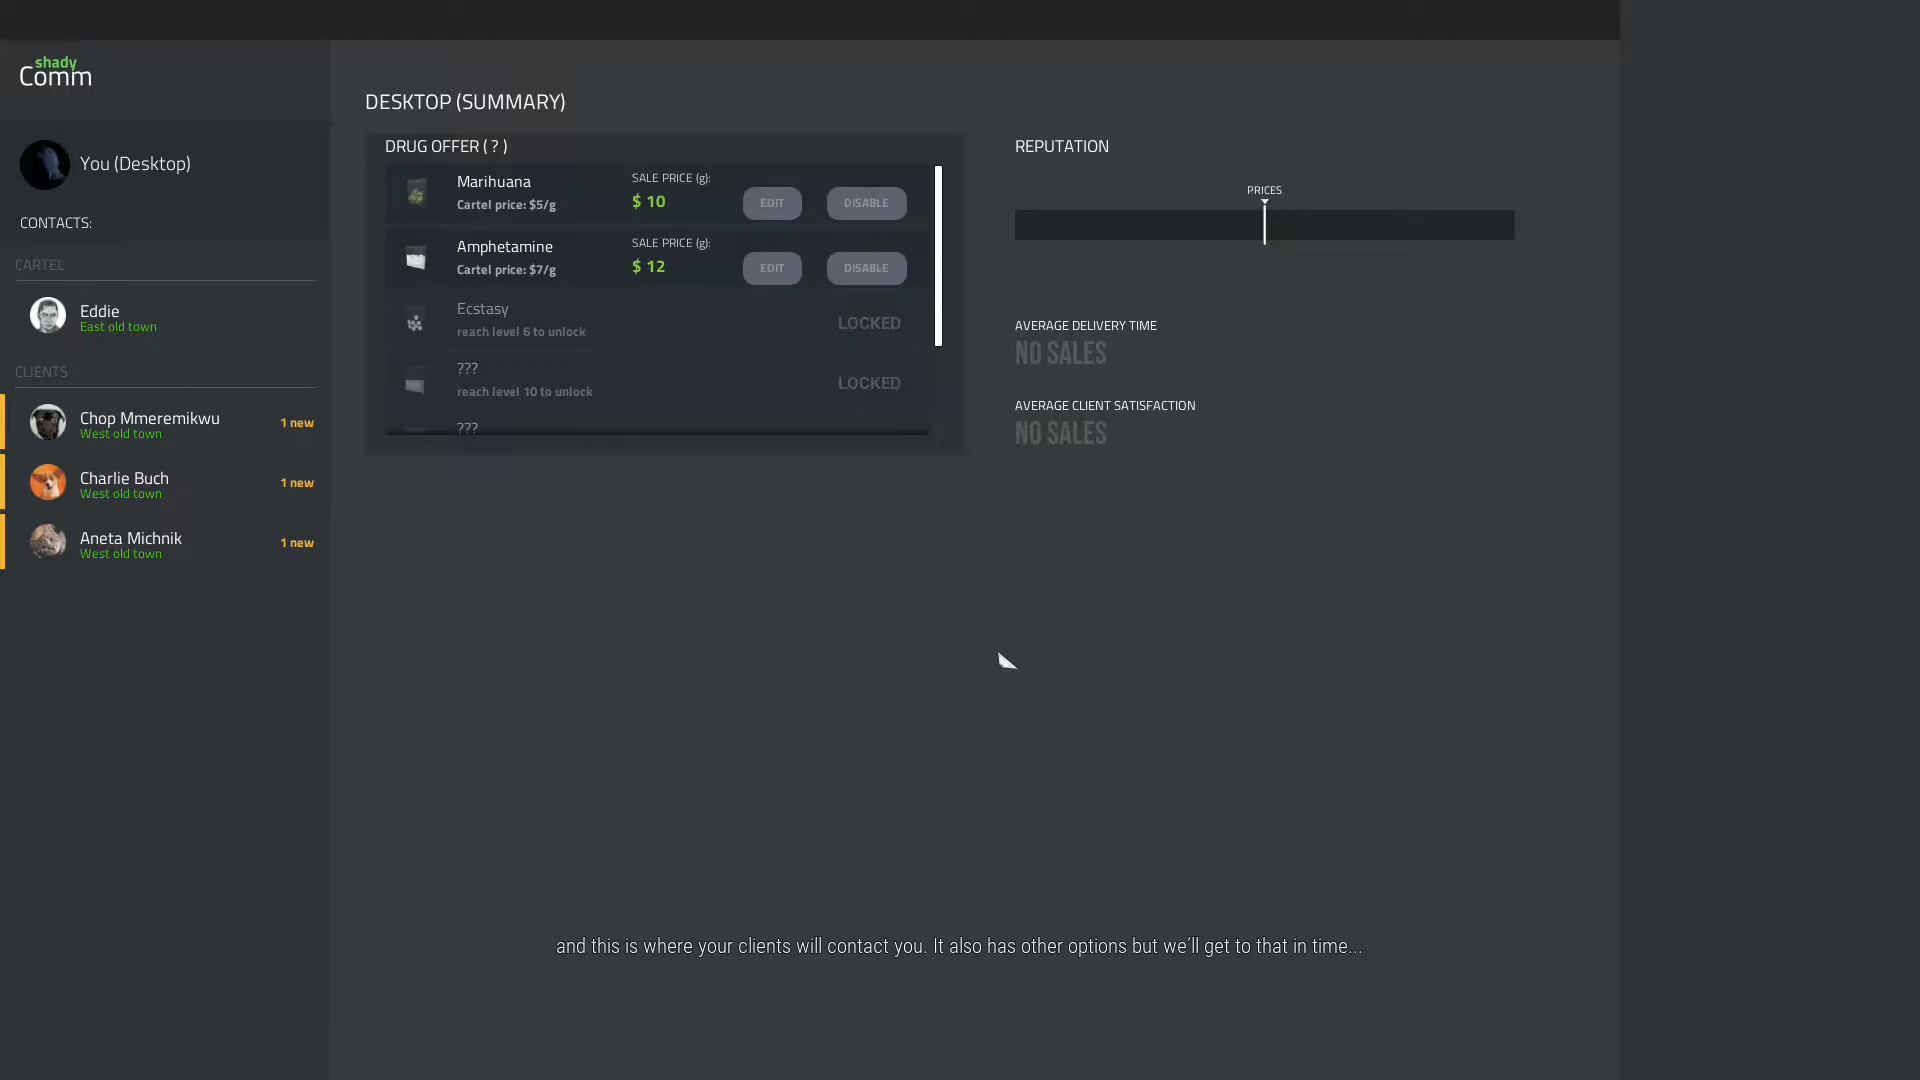 shady
Comm
You (Desktop)
CONTACTS:
CARTEL
Eddie
East old town
CLIENTS
Chop Mmeremikwu
West old town
1 new
Charlie Buch
West old town
1 new
Aneta Michnik
West old town
1 new
DESKTOP (SUMMARY)
DRUG OFFER ( ? )
Marihuana
Cartel price: $5/g
SALE PRICE (g):
$ 10
EDIT
DISABLE
Amphetamine
Cartel price: $7/g
SALE PRICE (g):
$ 12
EDIT
DISABLE
Ecstasy
reach level 6 to unlock
LOCKED
???
reach level 10 to unlock
LOCKED
???
REPUTATION
PRICES
AVERAGE DELIVERY TIME
NO SALES
AVERAGE CLIENT SATISFACTION
NO SALES
and this is where your clients will contact you. It also has other options but we'll get to that in time...